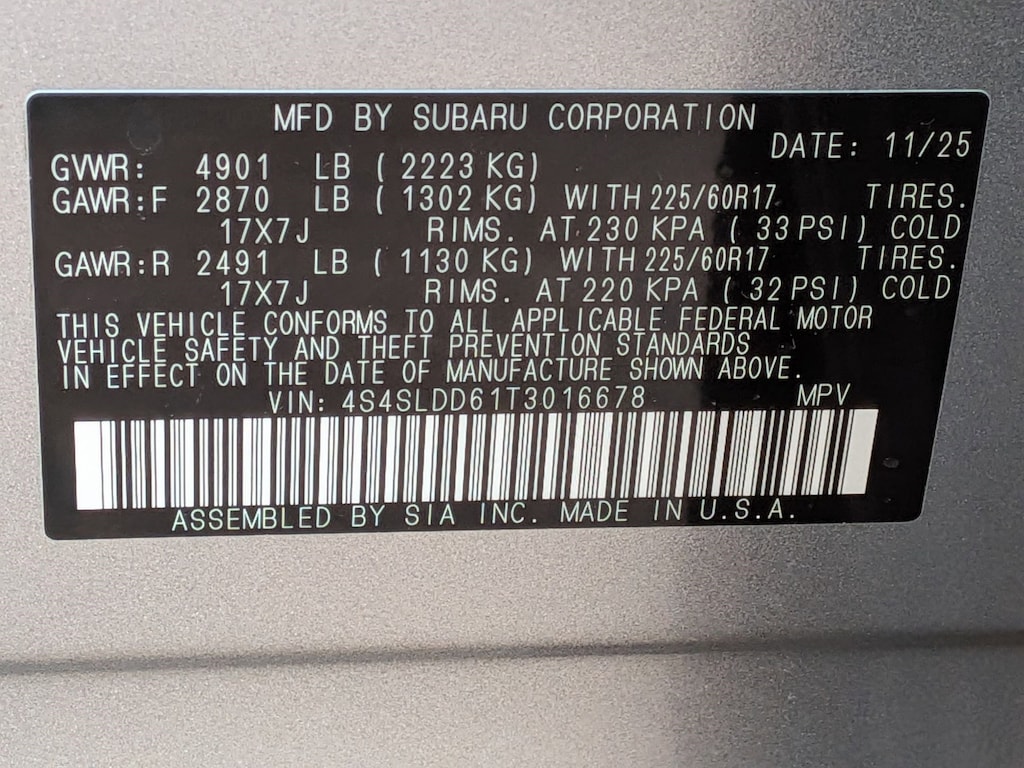 MFD BY SUBARU CORPORATION
DATE: 11/25
GVWR: 4901 LB ( 2223 KG)
GAWR:F 2870 LB ( 1302 KG) WITH 225/60R17 TIRES.
17X7J RIMS. AT 230 KPA ( 33 PSI) COLD
GAWR:R 2491 LB ( 1130 KG) WITH 225/60R17 TIRES.
17X7J RIMS. AT 220 KPA ( 32 PSI) COLD
THIS VEHICLE CONFORMS TO ALL APPLICABLE FEDERAL MOTOR
VEHICLE SAFETY AND THEFT PREVENTION STANDARDS
IN EFFECT ON THE DATE OF MANUFACTURE SHOWN ABOVE.
VIN: 4S4SLDD61T3016678 MPV
ASSEMBLED BY SIA INC. MADE IN U.S.A.